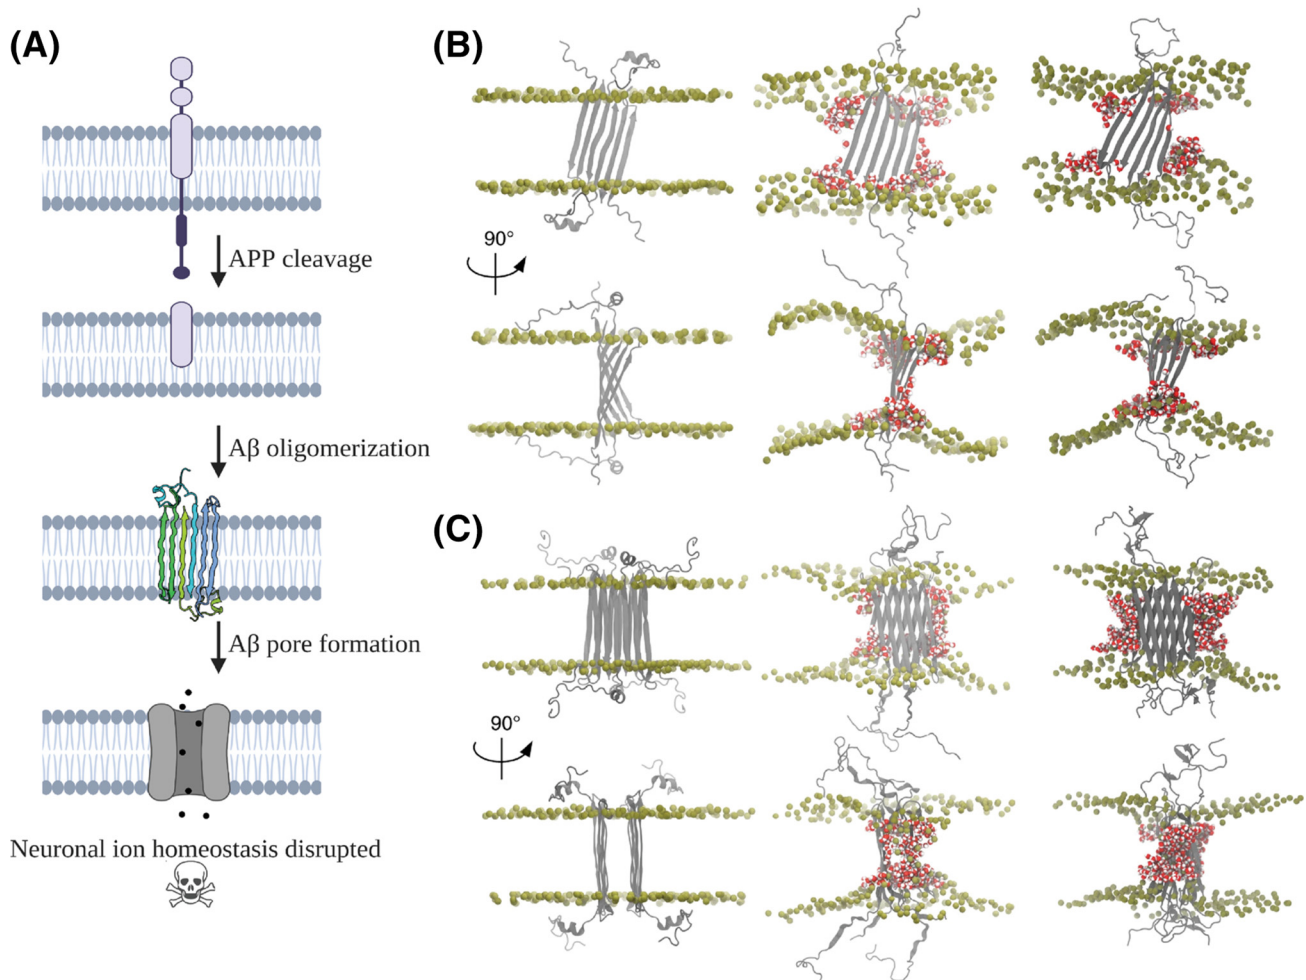 (A)
APP cleavage
Aβ oligomerization
Aβ pore formation
Neuronal ion homeostasis disrupted
(B)
90°
(C)
90°